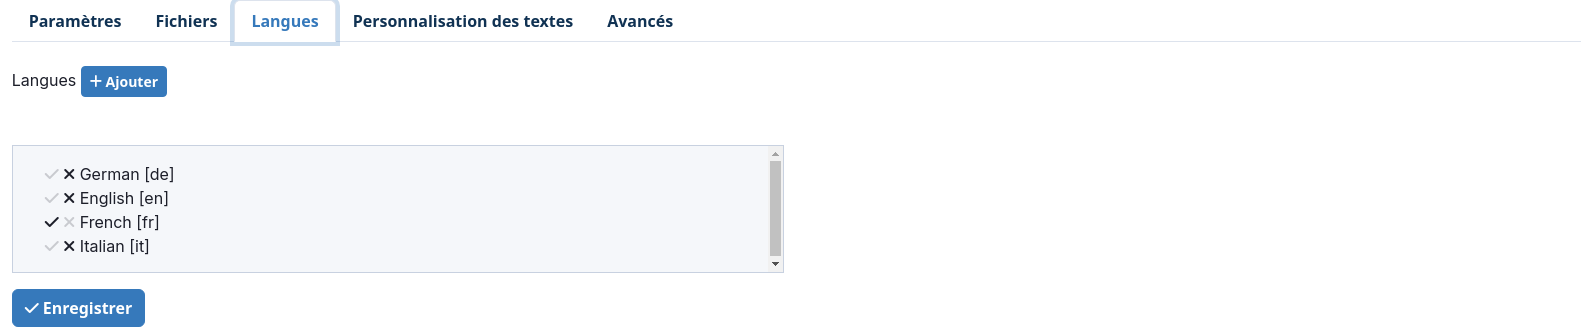 Paramètres Fichiers Langues Personnalisation des textes Avancés
Langues + Ajouter
German [de]
English [en]
French [fr]
Italian [it]
Enregistrer